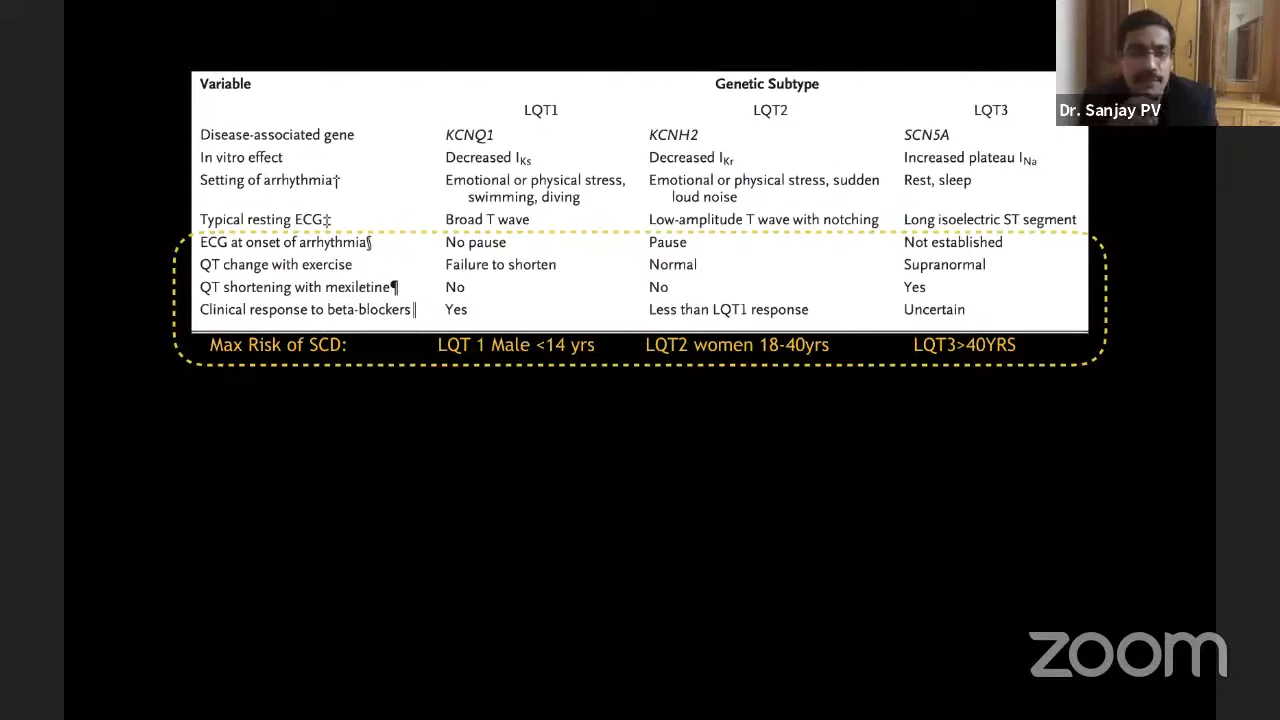 Variable Genetic Subtype
LQT1 LQT2 LQT3
Dr. Sanjay PV
Disease-associated gene KCNQ1 KCNH2 SCN5A
In vitro effect Decreased IKs Decreased IKr Increased plateau INa
Setting of arrhythmia† Emotional or physical stress, Emotional or physical stress, sudden Rest, sleep
swimming, diving loud noise
Typical resting ECG‡ Broad T wave Low-amplitude T wave with notching Long isoelectric ST segment
ECG at onset of arrhythmia§ No pause Pause Not established
QT change with exercise Failure to shorten Normal Supranormal
QT shortening with mexiletine¶ No No Yes
Clinical response to beta-blockers‖ Yes Less than LQT1 response Uncertain
Max Risk of SCD: LQT 1 Male <14 yrs LQT2 women 18-40yrs LQT3>40YRS
zoom